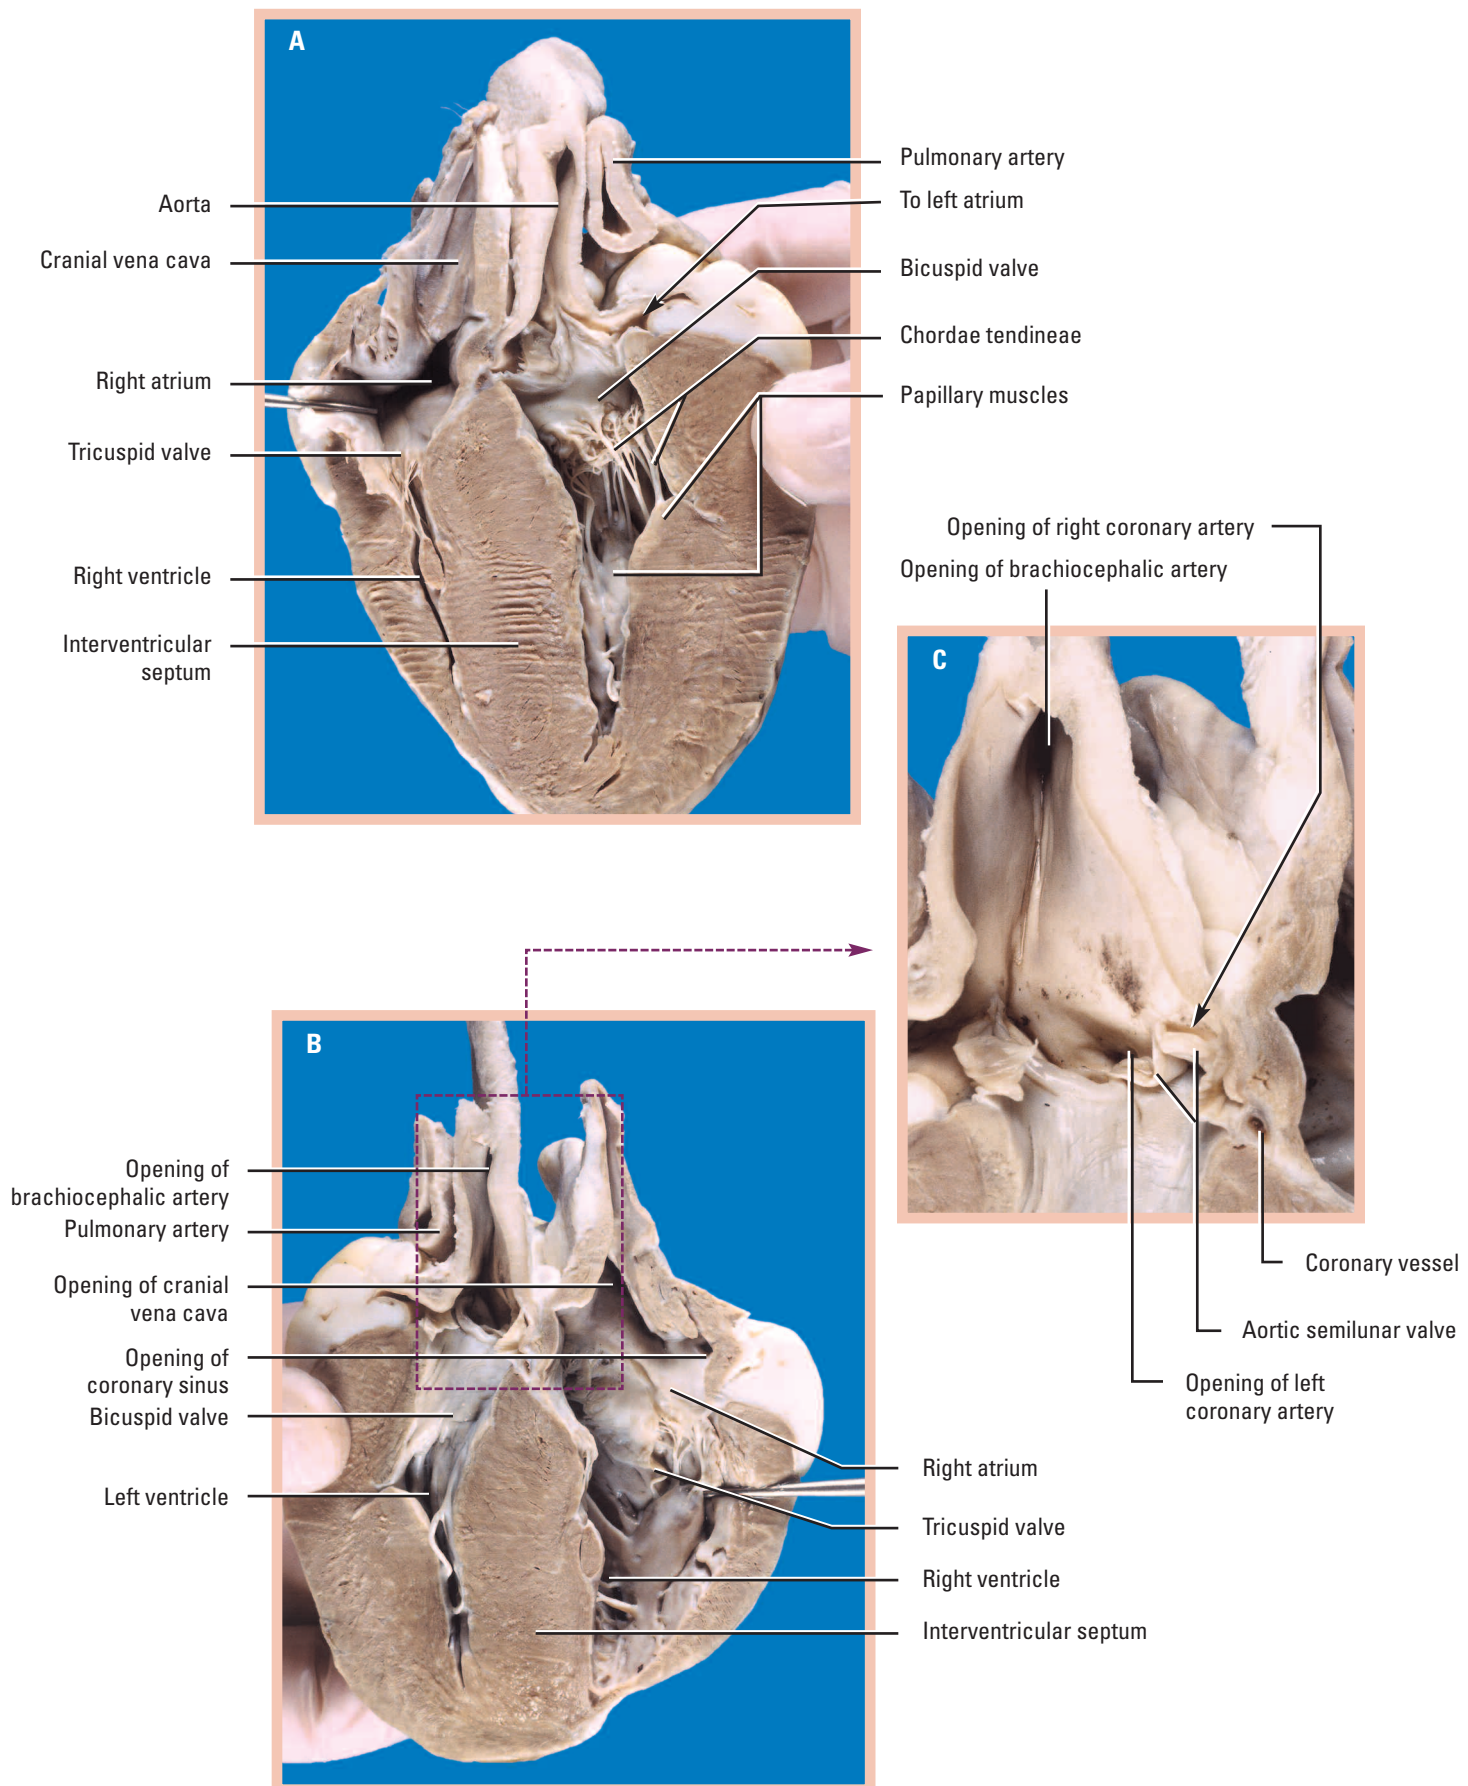 A
Aorta
Cranial vena cava
Right atrium
Tricuspid valve
Right ventricle
Interventricular
septum
Pulmonary artery
To left atrium
Bicuspid valve
Chordae tendineae
Papillary muscles
Opening of right coronary artery
Opening of brachiocephalic artery
C
Coronary vessel
Aortic semilunar valve
Opening of left
coronary artery
B
Opening of
brachiocephalic artery
Pulmonary artery
Opening of cranial
vena cava
Opening of
coronary sinus
Bicuspid valve
Left ventricle
Right atrium
Tricuspid valve
Right ventricle
Interventricular septum